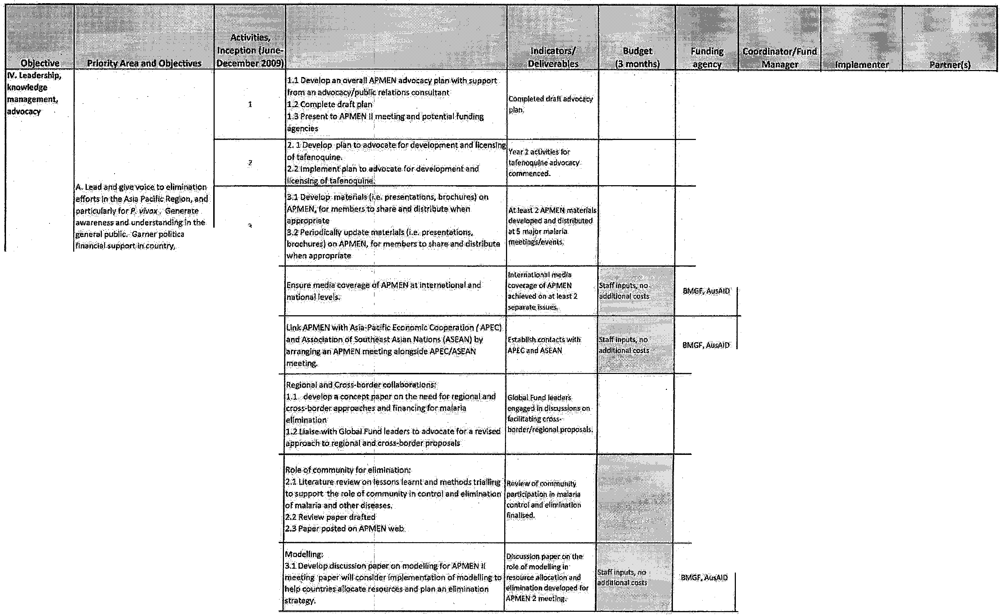 Objective
Priority Area and Objectives
Activities,
Inception (June-
December 2009)
Indicators/
Deliverables
Budget
(3 months)
Funding
agency
Coordinator/Fund
Manager
Implementer
Partner(s)
IV. Leadership,
knowledge
management,
advocacy
A. Lead and give voice to elimination
efforts in the Asia Pacific Region, and
particularly for P. vivax. Generate
awareness and understanding in the
general public. Garner politica
financial support in country.
1
1.1 Develop an overall APMEN advocacy plan with support
from an advocacy/public relations consultant
1.2 Complete draft plan
1.3 Present to APMEN II meeting and potential funding
agencies
Completed draft advocacy
plan.
2
2. 1 Develop plan to advocate for development and licensing
of tafenoquine.
2.2 Implement plan to advocate for development and
licensing of tafenoquine.
Year 1 activities for
tafenoquine advocacy
commenced.
3
3.1 Develop materials (i.e. presentations, brochures) on
APMEN, for members to share and distribute when
appropriate
3.2 Periodically update materials (i.e. presentations,
brochures) on APMEN, for members to share and distribute
when appropriate
At least 2 APMEN materials
developed and distributed
at 5 major malaria
meetings/events.
Ensure media coverage of APMEN at international and
national levels.
International media
coverage of APMEN
achieved on at least 2
separate issues.
Staff inputs, no
additional costs
BMGF, AusAID
Link APMEN with Asia-Pacific Economic Cooperation ( APEC)
and Association of Southeast Asian Nations (ASEAN) by
arranging an APMEN meeting alongside APEC/ASEAN
meeting.
Establish contacts with
APEC and ASEAN
Staff inputs, no
additional costs
BMGF, AusAID
Regional and Cross-border collaborations:
1.1 develop a concept paper on the need for regional and
cross-border approaches and financing for malaria
elimination
1.2 Liaise with Global Fund leaders to advocate for a revised
approach to regional and cross-border proposals
Global Fund leaders
engaged in discussions on
facilitating cross-
border/regional proposals.
Role of community for elimination:
2.1 Literature review on lessons learnt and methods trialling
to support the role of community in control and elimination
of malaria and other diseases.
2.2 Review paper drafted
2.3 Paper posted on APMEN web
Review of community
participation in malaria
control and elimination
finalised.
Modelling:
3.1 Develop discussion paper on modelling for APMEN II
meeting paper will consider implementation of modelling to
help countries allocate resources and plan an elimination
strategy.
Discussion paper on the
role of modelling in
resource allocation and
elimination developed for
APMEN 2 meeting.
Staff inputs, no
additional costs
BMGF, AusAID